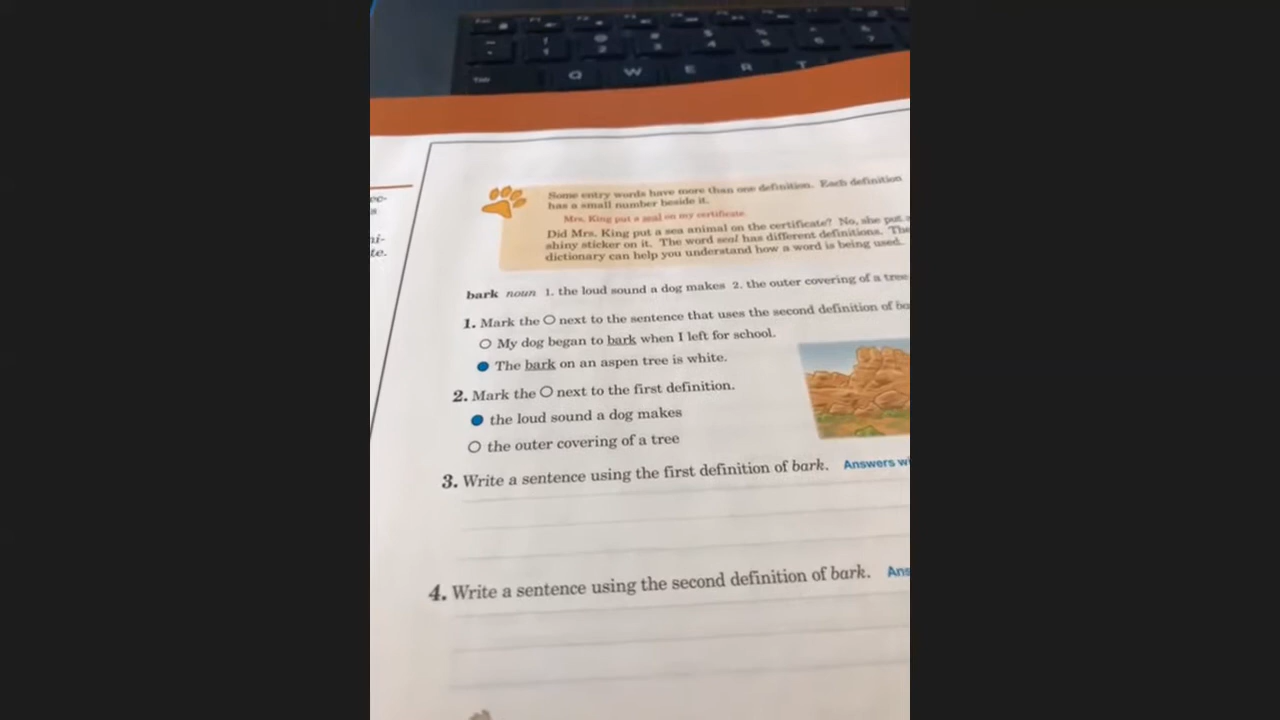 Q W E R T
ec-
s
ni-
te.
Some entry words have more than one definition. Each definition
has a small number beside it.
Mrs. King put a seal on my certificate.
Did Mrs. King put a sea animal on the certificate? No, she put a
shiny sticker on it. The word seal has different definitions. The
dictionary can help you understand how a word is being used.
bark noun 1. the loud sound a dog makes 2. the outer covering of a tree
1. Mark the O next to the sentence that uses the second definition of ba
My dog began to bark when I left for school.
The bark on an aspen tree is white.
2. Mark the O next to the first definition.
the loud sound a dog makes
the outer covering of a tree
3. Write a sentence using the first definition of bark. Answers wi
4. Write a sentence using the second definition of bark. Ans